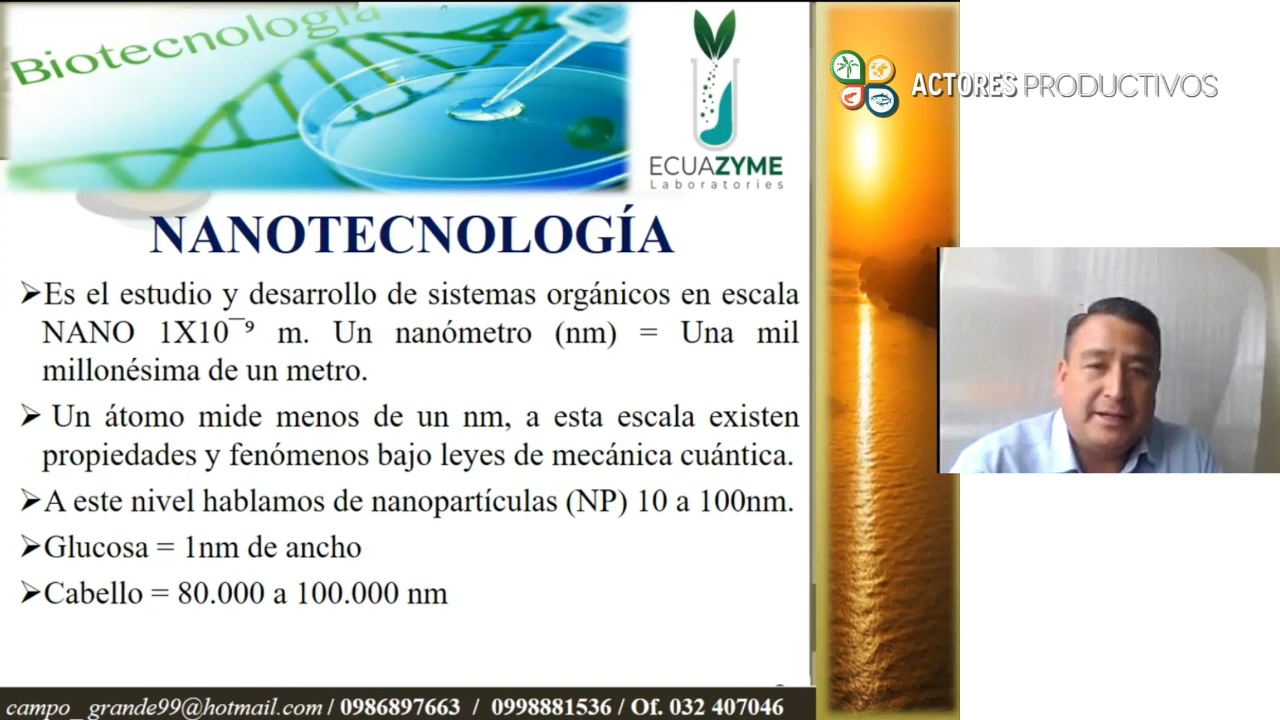 Biotecnología
ECUAZYME
Laboratories
ACTORES PRODUCTIVOS
NANOTECNOLOGÍA
➢Es el estudio y desarrollo de sistemas orgánicos en escala
NANO 1X10¯⁹ m. Un nanómetro (nm) = Una mil
millonésima de un metro.
➢ Un átomo mide menos de un nm, a esta escala existen
propiedades y fenómenos bajo leyes de mecánica cuántica.
➢A este nivel hablamos de nanopartículas (NP) 10 a 100nm.
➢Glucosa = 1nm de ancho
➢Cabello = 80.000 a 100.000 nm
campo_grande99@hotmail.com / 0986897663 / 0998881536 / Of. 032 407046